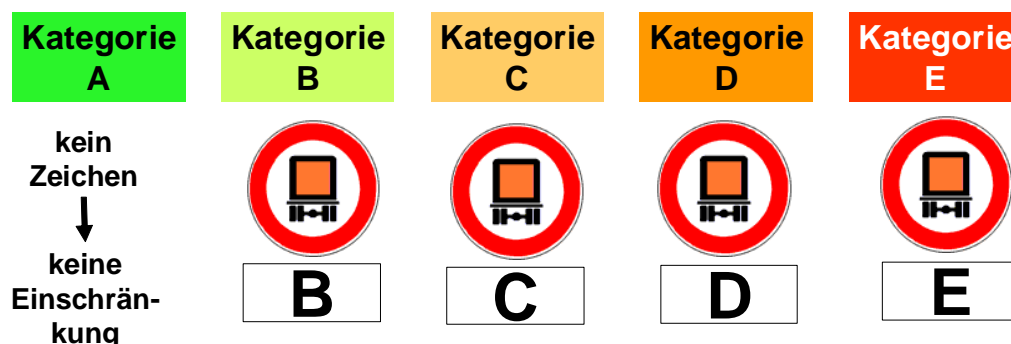 Kategorie
A
Kategorie
B
Kategorie
C
Kategorie
D
Kategorie
E
kein
Zeichen
keine
Einschrän-
kung
B
C
D
E